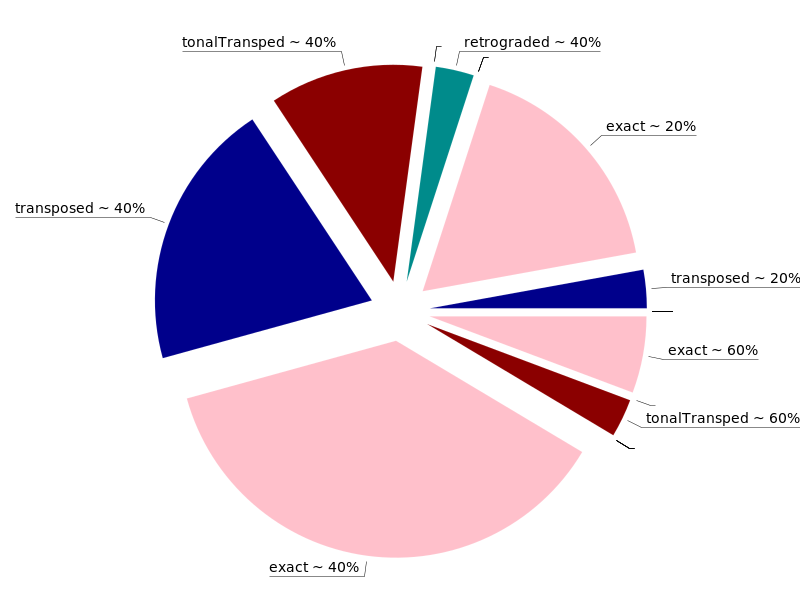 tonalTransped ~ 40%
retrograded ~ 40%
exact ~ 20%
transposed ~ 40%
transposed ~ 20%
exact ~ 60%
tonalTransped ~ 60%
exact ~ 40%